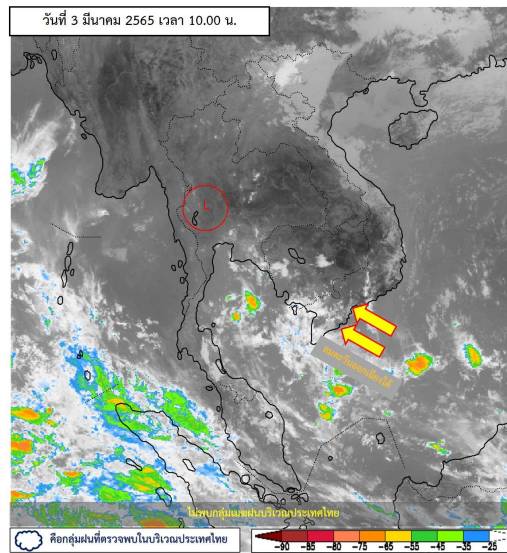 วันที่ 3 มีนาคม 2565 เวลา 10.00 น.
L
ลมตะวันออกเฉียงใต้
ไม่พบกลุ่มเมฆฝนบริเวณประเทศไทย
คือกลุ่มฝนที่ตรวจพบในบริเวณประเทศไทย
-90 -85 -80 -75 -65 -55 -45 -35 -25